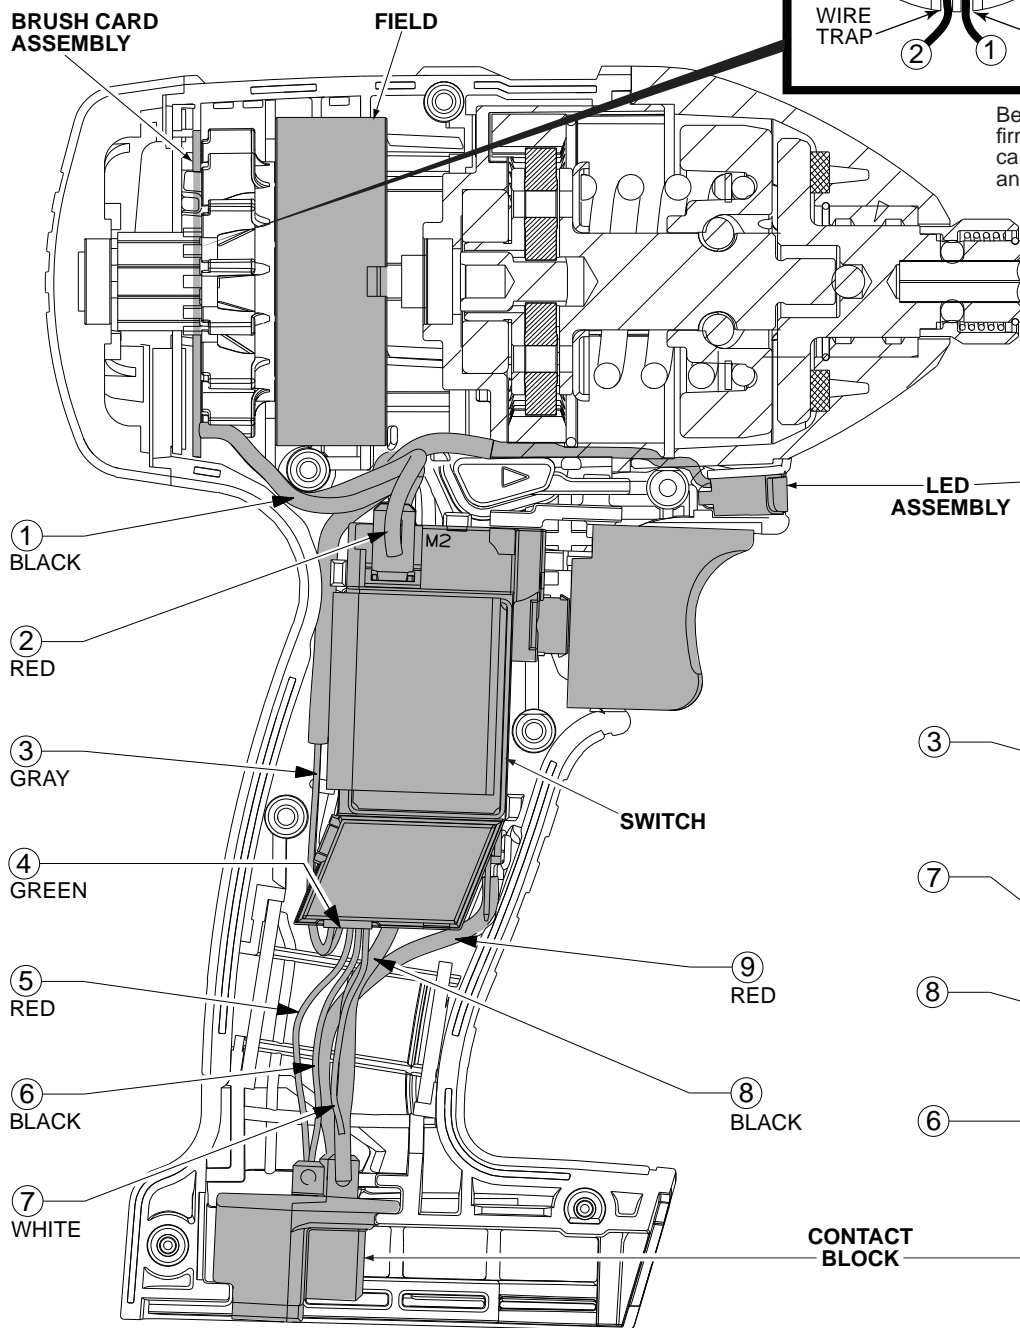 BRUSH CARD
ASSEMBLY
FIELD
WIRE
TRAP
2
1
Be
firm
ca
an
LED
ASSEMBLY
1
BLACK
M2
2
RED
3
GRAY
3
SWITCH
4
GREEN
7
5
RED
9
RED
8
6
BLACK
8
BLACK
6
7
WHITE
CONTACT
BLOCK